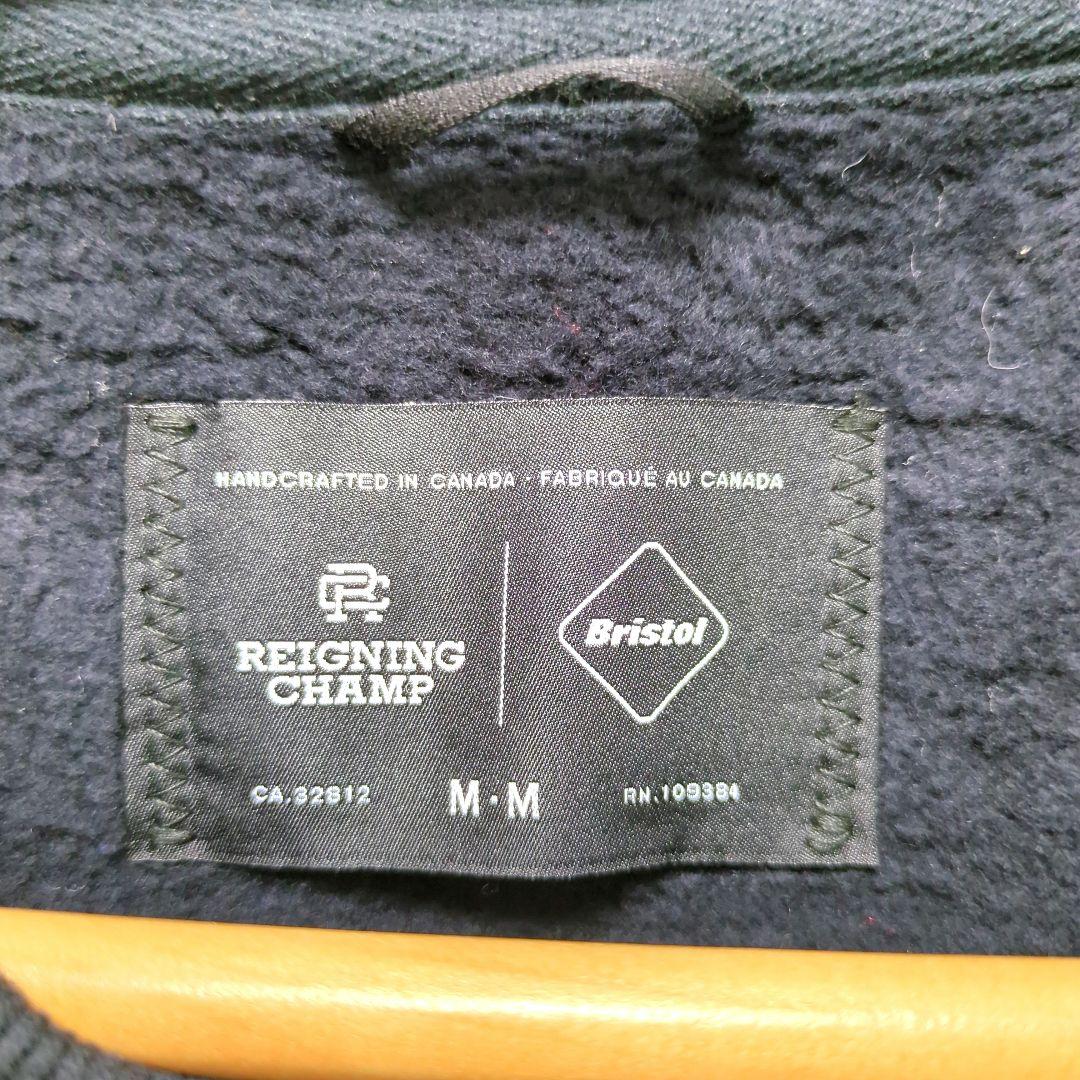 HANDCRAFTED IN CANADA - FABRIQUÉ AU CANADA
RC
REIGNING
CHAMP
Bristol
CA.32812
M·M
RN.109384